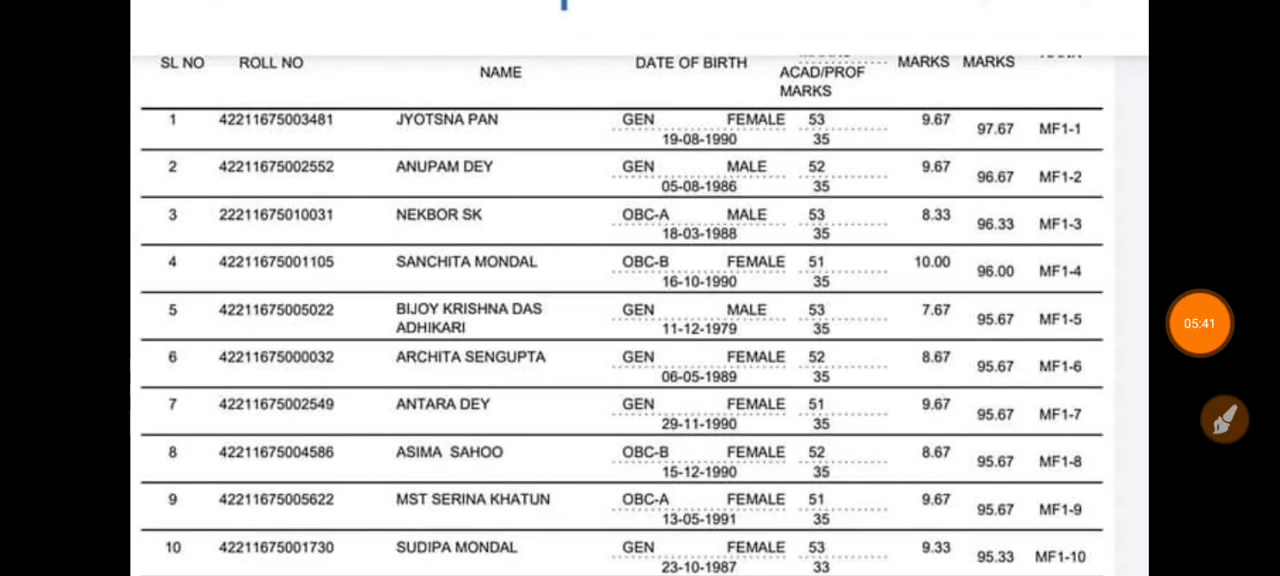 SL NO ROLL NO NAME DATE OF BIRTH ACAD/PROF MARKS MARKS MARKS
1 42211675003481 JYOTSNA PAN GEN FEMALE 53 9.67 97.67 MF1-1
19-08-1990 35
2 42211675002552 ANUPAM DEY GEN MALE 52 9.67 96.67 MF1-2
05-08-1986 35
3 22211675010031 NEKBOR SK OBC-A MALE 53 8.33 96.33 MF1-3
18-03-1988 35
4 42211675001105 SANCHITA MONDAL OBC-B FEMALE 51 10.00 96.00 MF1-4
16-10-1990 35
5 42211675005022 BIJOY KRISHNA DAS GEN MALE 53 7.67 95.67 MF1-5
ADHIKARI 11-12-1979 35
6 42211675000032 ARCHITA SENGUPTA GEN FEMALE 52 8.67 95.67 MF1-6
06-05-1989 35
7 42211675002549 ANTARA DEY GEN FEMALE 51 9.67 95.67 MF1-7
29-11-1990 35
8 42211675004586 ASIMA SAHOO OBC-B FEMALE 52 8.67 95.67 MF1-8
15-12-1990 35
9 42211675005622 MST SERINA KHATUN OBC-A FEMALE 51 9.67 95.67 MF1-9
13-05-1991 35
10 42211675001730 SUDIPA MONDAL GEN FEMALE 53 9.33 95.33 MF1-10
23-10-1987 33
05:41